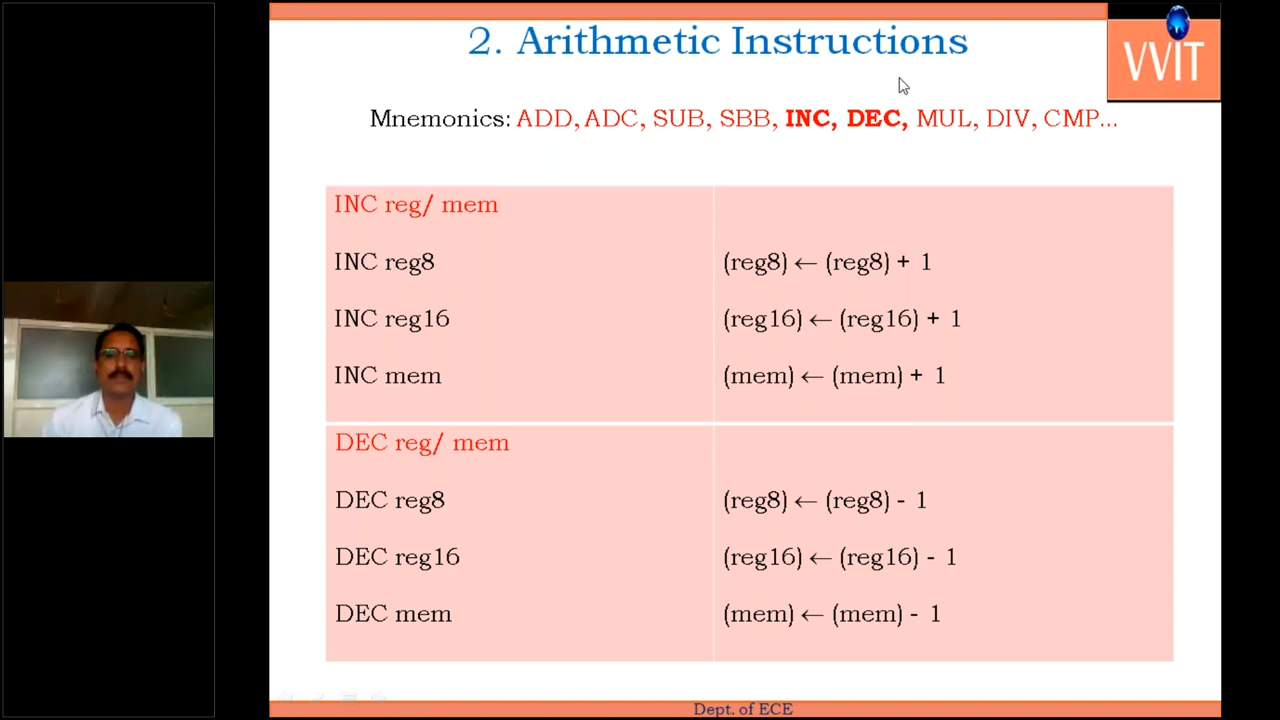 2. Arithmetic Instructions
VVIT
Mnemonics: ADD, ADC, SUB, SBB, INC, DEC, MUL, DIV, CMP...
INC reg/ mem
INC reg8 (reg8) ← (reg8) + 1
INC reg16 (reg16) ← (reg16) + 1
INC mem (mem) ← (mem) + 1
DEC reg/ mem
DEC reg8 (reg8) ← (reg8) - 1
DEC reg16 (reg16) ← (reg16) - 1
DEC mem (mem) ← (mem) - 1
Dept. of ECE